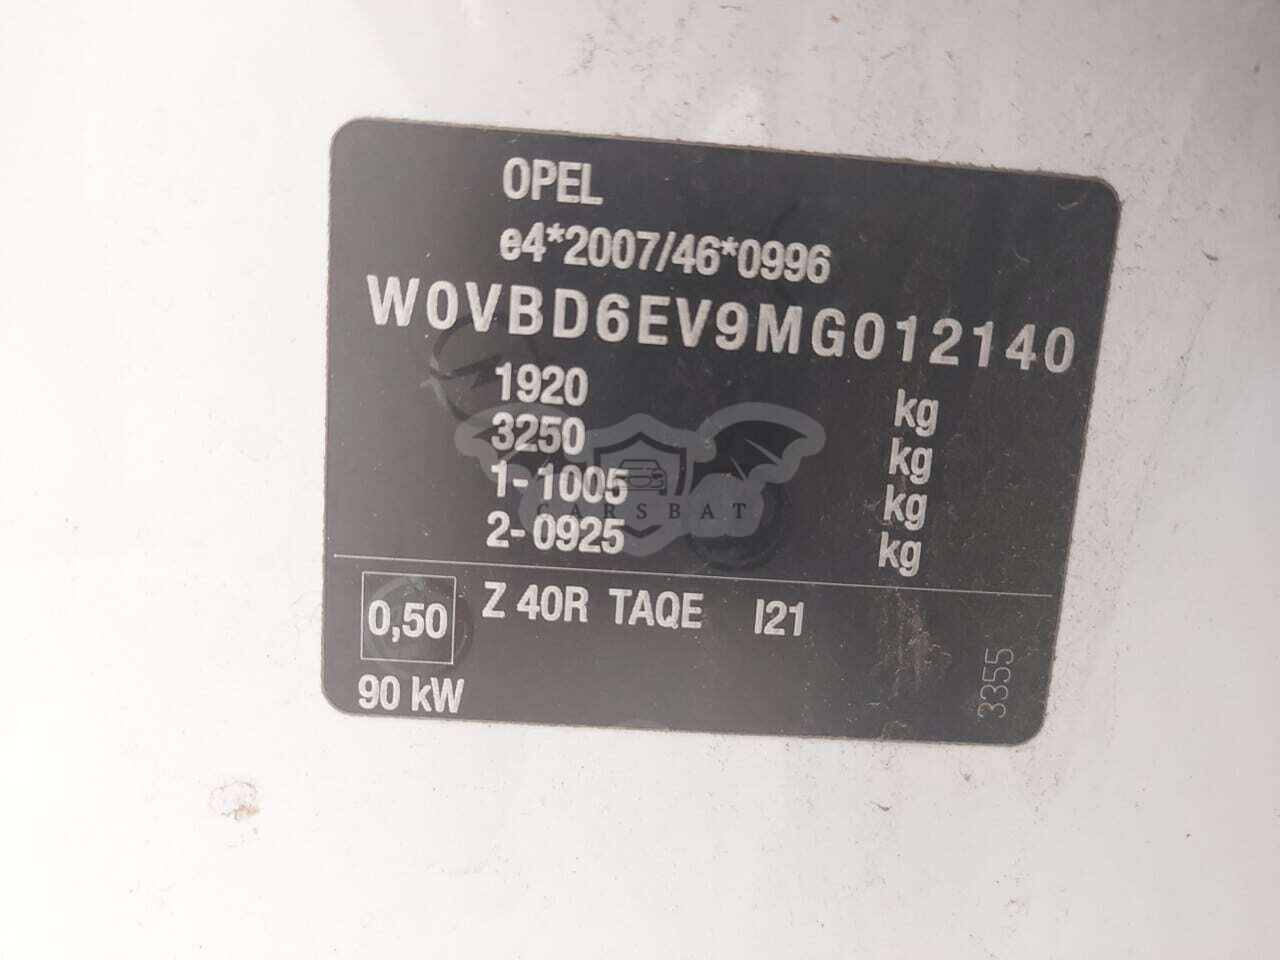 OPEL
e4*2007/46*0996
W0VBD6EV9MG012140
1920 kg
3250 kg
1-1005 kg
2-0925 kg
CARSBAT
0,50 Z 40R TAQE I21
90 kW
3355